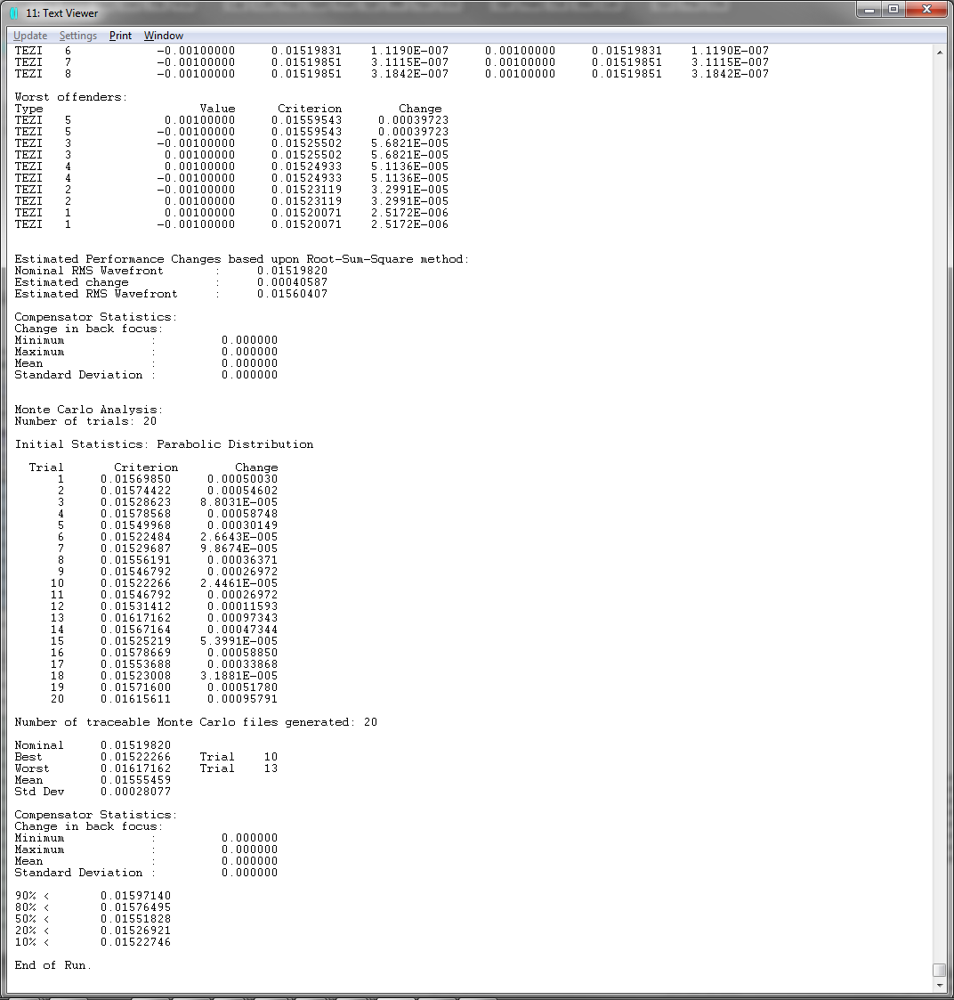 11: Text Viewer
Update Settings Print Window
TEZI 6 -0.00100000 0.01519831 1.1190E-007 0.00100000 0.01519831 1.1190E-007
TEZI 7 -0.00100000 0.01519851 3.1115E-007 0.00100000 0.01519851 3.1115E-007
TEZI 8 -0.00100000 0.01519851 3.1842E-007 0.00100000 0.01519851 3.1842E-007
Worst offenders:
Type Value Criterion Change
TEZI 5 0.00100000 0.01559543 0.00039723
TEZI 5 -0.00100000 0.01559543 0.00039723
TEZI 3 -0.00100000 0.01525502 5.6821E-005
TEZI 3 0.00100000 0.01525502 5.6821E-005
TEZI 4 0.00100000 0.01524933 5.1136E-005
TEZI 4 -0.00100000 0.01524933 5.1136E-005
TEZI 2 -0.00100000 0.01523119 3.2991E-005
TEZI 2 0.00100000 0.01523119 3.2991E-005
TEZI 1 0.00100000 0.01520071 2.5172E-006
TEZI 1 -0.00100000 0.01520071 2.5172E-006
Estimated Performance Changes based upon Root-Sum-Square method:
Nominal RMS Wavefront : 0.01519820
Estimated change : 0.00040587
Estimated RMS Wavefront : 0.01560407
Compensator Statistics:
Change in back focus:
Minimum : 0.000000
Maximum : 0.000000
Mean : 0.000000
Standard Deviation : 0.000000
Monte Carlo Analysis:
Number of trials: 20
Initial Statistics: Parabolic Distribution
Trial Criterion Change
1 0.01569850 0.00050030
2 0.01574422 0.00054602
3 0.01528623 8.8031E-005
4 0.01578568 0.00058748
5 0.01549968 0.00030149
6 0.01522484 2.6643E-005
7 0.01529687 9.8674E-005
8 0.01556191 0.00036371
9 0.01546792 0.00026972
10 0.01522266 2.4461E-005
11 0.01546792 0.00026972
12 0.01531412 0.00011593
13 0.01617162 0.00097343
14 0.01567164 0.00047344
15 0.01525219 5.3991E-005
16 0.01578669 0.00058850
17 0.01553688 0.00033868
18 0.01523008 3.1881E-005
19 0.01571600 0.00051780
20 0.01615611 0.00095791
Number of traceable Monte Carlo files generated: 20
Nominal 0.01519820
Best 0.01522266 Trial 10
Worst 0.01617162 Trial 13
Mean 0.01555459
Std Dev 0.00028077
Compensator Statistics:
Change in back focus:
Minimum : 0.000000
Maximum : 0.000000
Mean : 0.000000
Standard Deviation : 0.000000
90% < 0.01597140
80% < 0.01576495
50% < 0.01551828
20% < 0.01526921
10% < 0.01522746
End of Run.